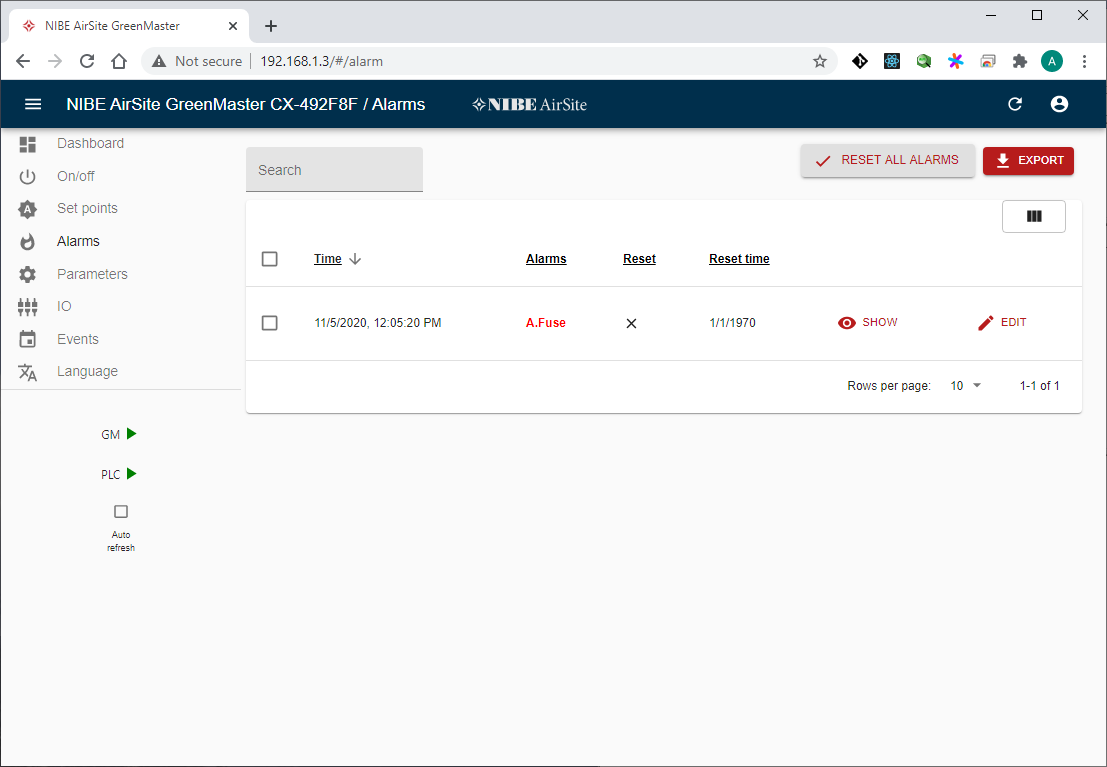 NIBE AirSite GreenMaster
Not secure
192.168.1.3/#/alarm
A
NIBE AirSite GreenMaster CX-492F8F / Alarms
NIBE AirSite
Dashboard
On/off
Set points
Alarms
Parameters
IO
Events
Language
GM
PLC
Auto
refresh
Search
RESET ALL ALARMS
EXPORT
Time Alarms Reset Reset time
11/5/2020, 12:05:20 PM A.Fuse 1/1/1970 SHOW EDIT
Rows per page: 10 1-1 of 1